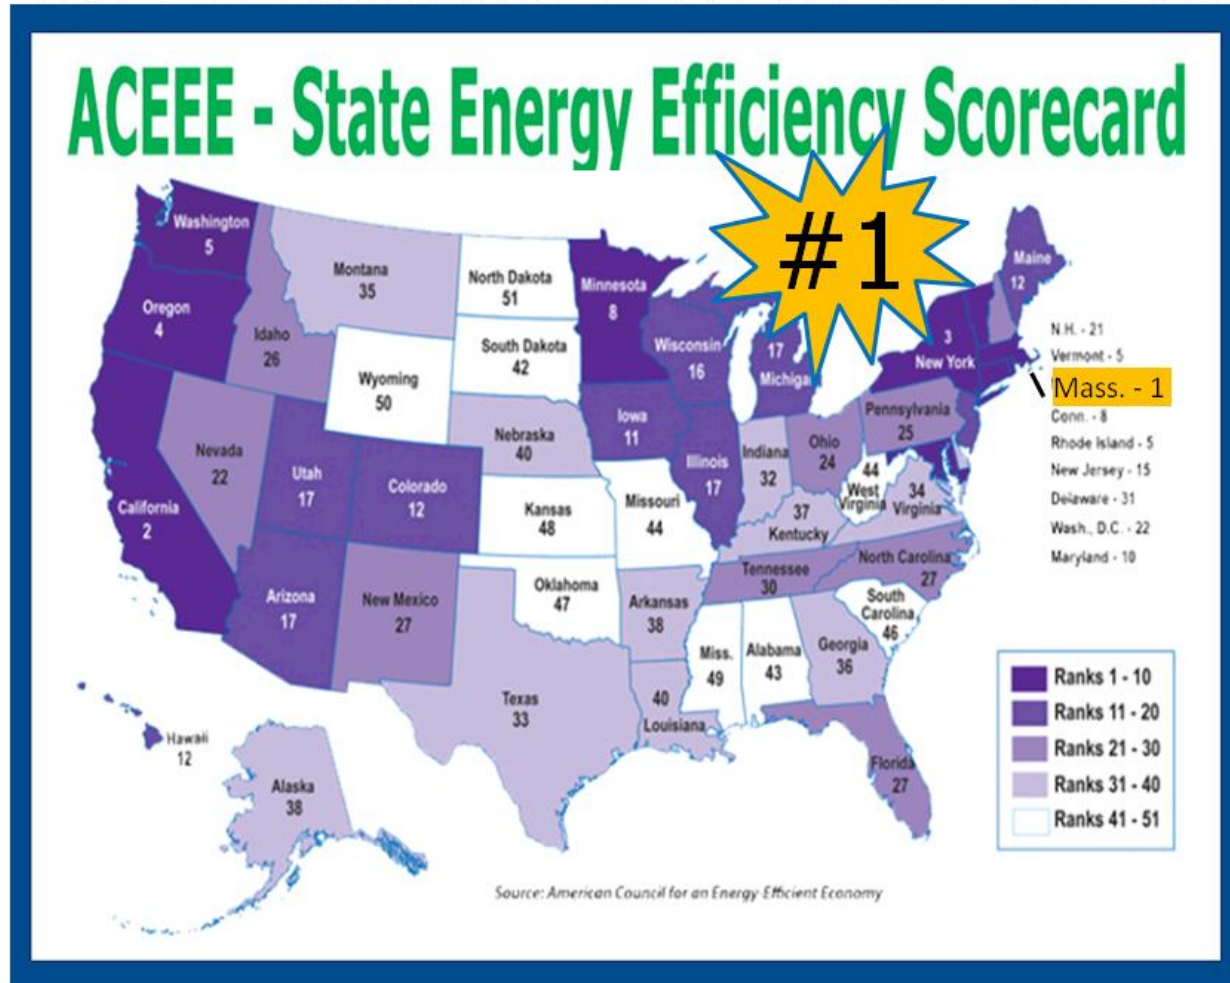 ACEEE - State Energy Efficiency Scorecard
#1
Washington
5
Oregon
4
California
2
Nevada
22
Idaho
26
Montana
35
Wyoming
50
Utah
17
Colorado
12
Arizona
17
New Mexico
27
North Dakota
51
South Dakota
42
Nebraska
40
Kansas
48
Oklahoma
47
Texas
33
Minnesota
8
Iowa
11
Missouri
44
Arkansas
38
40
Louisiana
Wisconsin
16
Illinois
17
17
Michiga
Indiana
32
Ohio
24
37
Kentucky
Tennessee
30
Miss.
49
Alabama
43
Georgia
36
Florida
27
South
Carolina
46
North Carolina
27
34
Virginia
44
West
Virginia
Pennsylvania
25
3
New York
Maine
12
N.H. - 21
Vermont - 5
Mass. - 1
Conn. - 8
Rhode Island - 5
New Jersey - 15
Delaware - 31
Wash., D.C. - 22
Maryland - 10
Hawaii
12
Alaska
38
Ranks 1 - 10
Ranks 11 - 20
Ranks 21 - 30
Ranks 31 - 40
Ranks 41 - 51
Source: American Council for an Energy-Efficient Economy